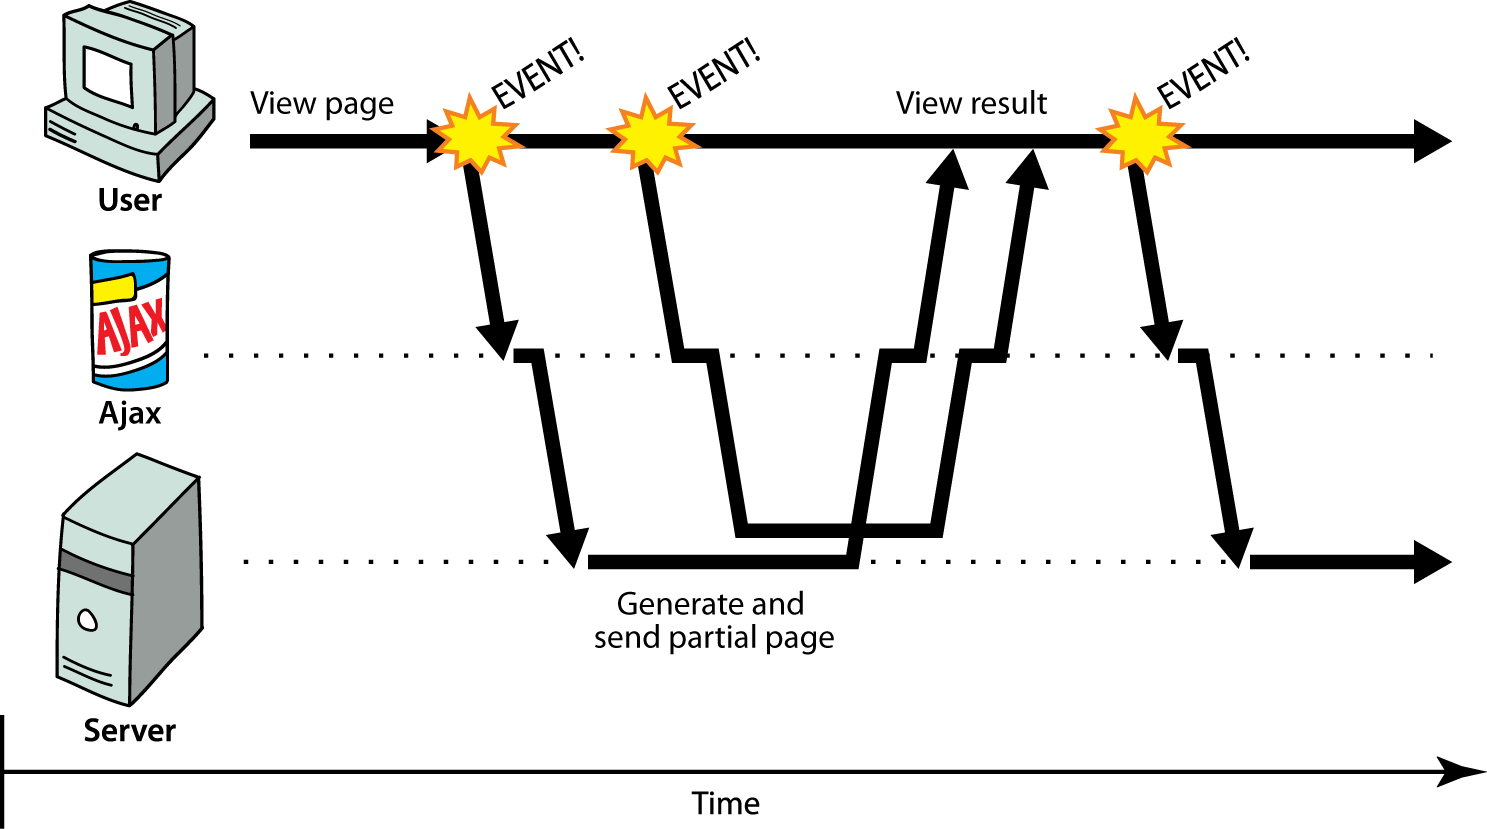 EVENT!
EVENT!
EVENT!
View page
View result
User
AJAX
Ajax
Generate and
send partial page
Server
Time